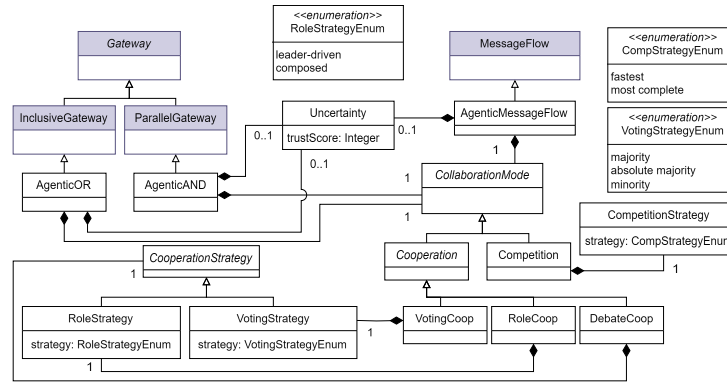 <<enumeration>>
RoleStrategyEnum
leader-driven
composed
Gateway
MessageFlow
<<enumeration>>
CompStrategyEnum
fastest
most complete
InclusiveGateway
ParallelGateway
Uncertainty
trustScore: Integer
AgenticMessageFlow
0..1
0..1
0..1
1
<<enumeration>>
VotingStrategyEnum
majority
absolute majority
minority
AgenticOR
AgenticAND
1
1
CollaborationMode
CompetitionStrategy
strategy: CompStrategyEnum
1
CooperationStrategy
1
Cooperation
Competition
RoleStrategy
strategy: RoleStrategyEnum
1
VotingStrategy
strategy: VotingStrategyEnum
1
VotingCoop
RoleCoop
DebateCoop